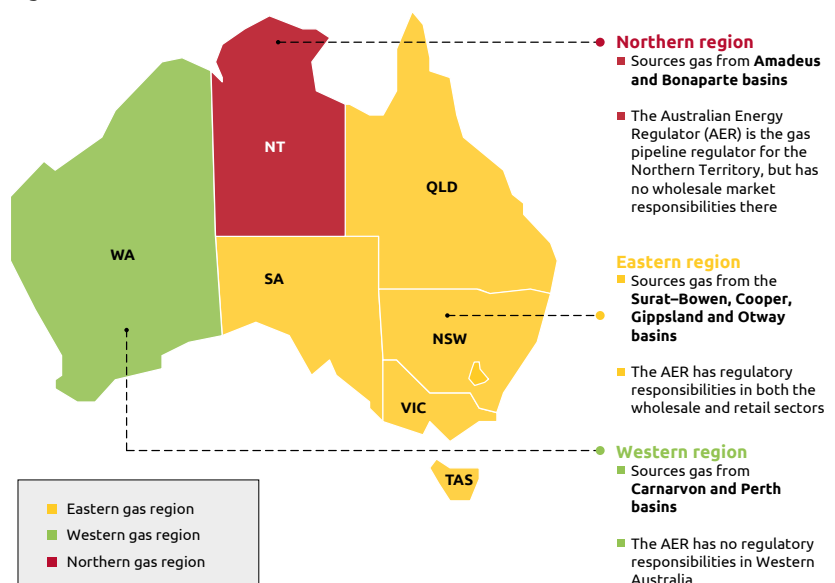 Northern region
Sources gas from Amadeus
and Bonaparte basins
The Australian Energy
Regulator (AER) is the gas
pipeline regulator for the
Northern Territory, but has
no wholesale market
responsibilities there
NT
QLD
WA
SA
NSW
VIC
TAS
Eastern region
Sources gas from the
Surat–Bowen, Cooper,
Gippsland and Otway
basins
The AER has regulatory
responsibilities in both the
wholesale and retail sectors
Western region
Sources gas from
Carnarvon and Perth
basins
The AER has no regulatory
responsibilities in Western
Australia
Eastern gas region
Western gas region
Northern gas region